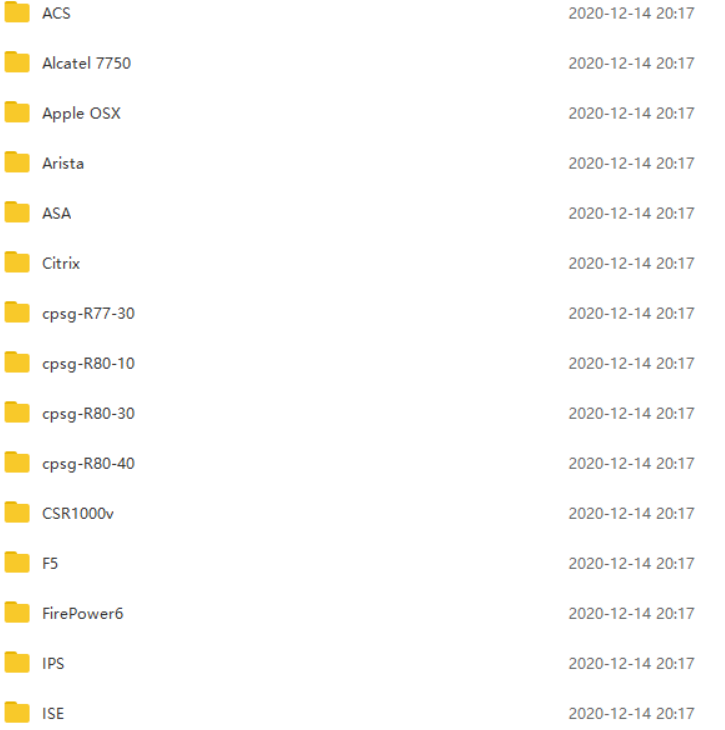 ACS 2020-12-14 20:17
Alcatel 7750 2020-12-14 20:17
Apple OSX 2020-12-14 20:17
Arista 2020-12-14 20:17
ASA 2020-12-14 20:17
Citrix 2020-12-14 20:17
cpsg-R77-30 2020-12-14 20:17
cpsg-R80-10 2020-12-14 20:17
cpsg-R80-30 2020-12-14 20:17
cpsg-R80-40 2020-12-14 20:17
CSR1000v 2020-12-14 20:17
F5 2020-12-14 20:17
FirePower6 2020-12-14 20:17
IPS 2020-12-14 20:17
ISE 2020-12-14 20:17